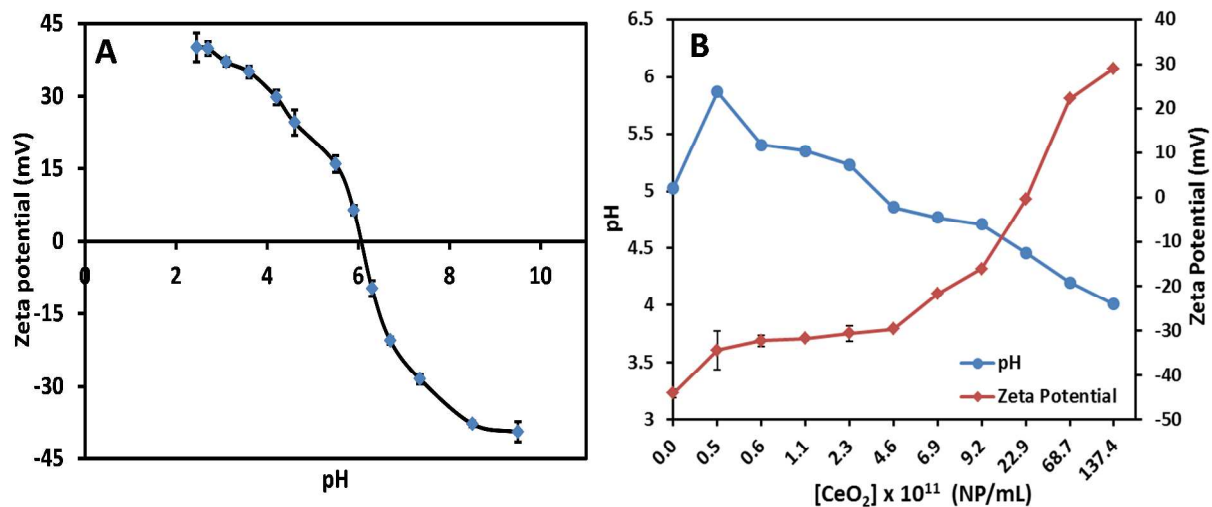 A
Zeta potential (mV)
45
30
15
0
-15
-30
-45
0 2 4 6 8 10
pH
B
pH
6.5
6
5.5
5
4.5
4
3.5
3
40
30
20
10
0
-10
-20
-30
-40
-50
Zeta Potential (mV)
pH
Zeta Potential
0.0 0.5 0.6 1.1 2.3 4.6 6.9 9.2 22.9 68.7 137.4
[CeO₂] x 10¹¹ (NP/mL)